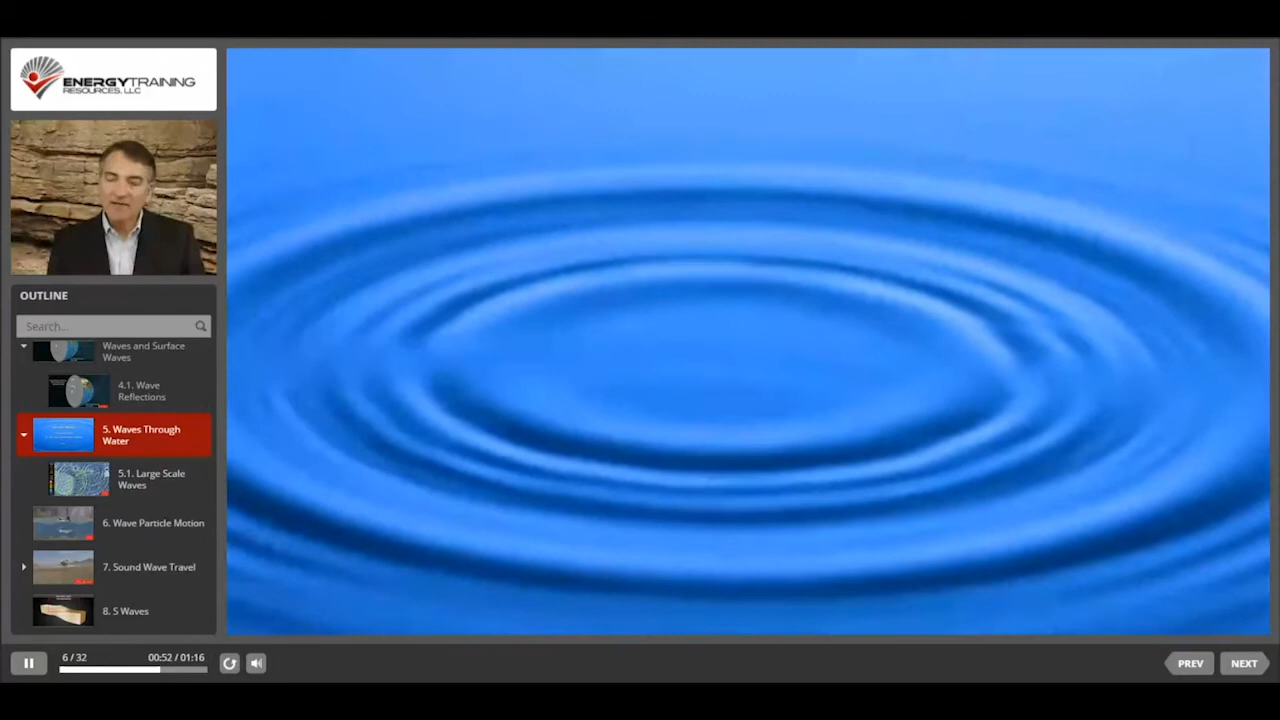 ENERGYTRAINING
RESOURCES, LLC
OUTLINE
Search...
Waves and Surface
Waves
4.1. Wave
Reflections
5. Waves Through
Water
5.1. Large Scale
Waves
6. Wave Particle Motion
7. Sound Wave Travel
8. S Waves
6 / 32
00:52 / 01:16
PREV
NEXT